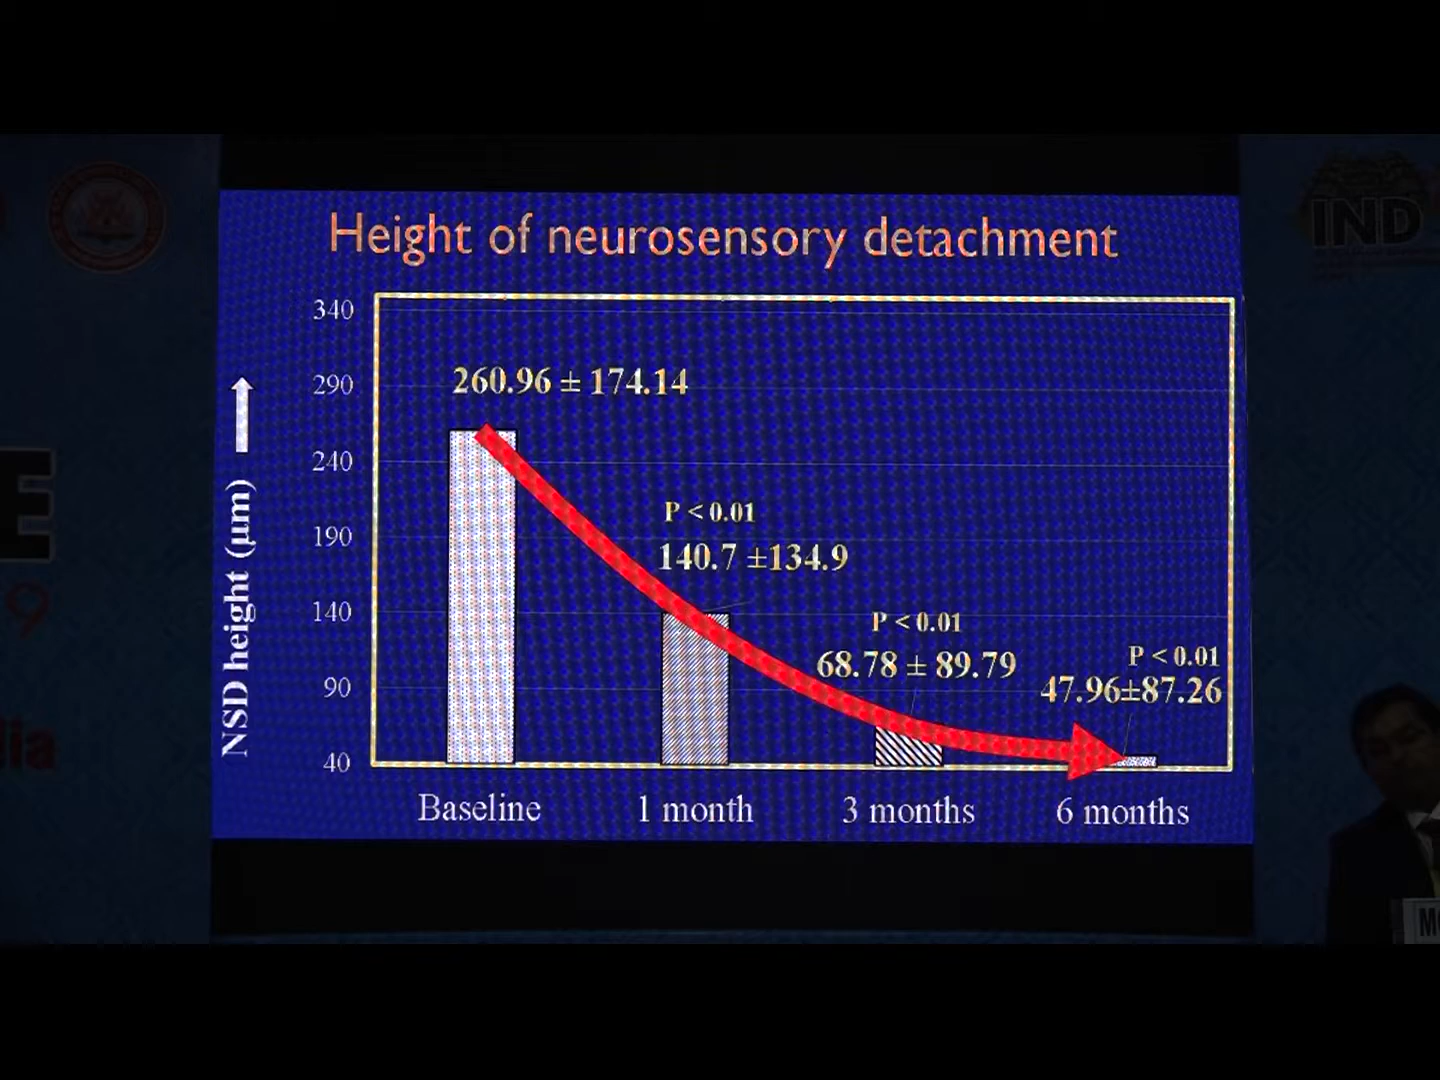 Height of neurosensory detachment
NSD height (µm)
340
290
240
190
140
90
40
260.96 ± 174.14
P < 0.01
140.7 ±134.9
P < 0.01
68.78 ± 89.79
P < 0.01
47.96±87.26
Baseline
1 month
3 months
6 months
IND
E
9